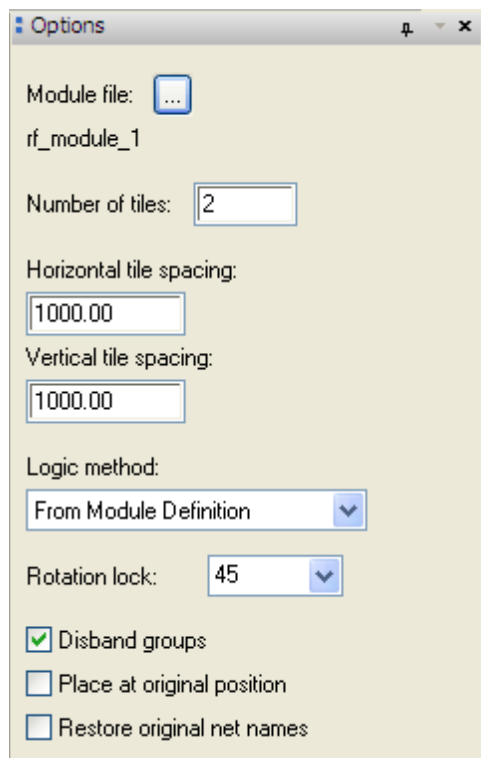 Options
Module file: ...
rf_module_1
Number of tiles: 2
Horizontal tile spacing:
1000.00
Vertical tile spacing:
1000.00
Logic method:
From Module Definition
Rotation lock: 45
Disband groups
Place at original position
Restore original net names